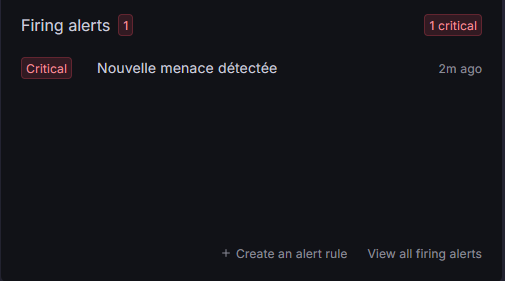 Firing alerts 1 1 critical
Critical Nouvelle menace détectée 2m ago
+ Create an alert rule View all firing alerts